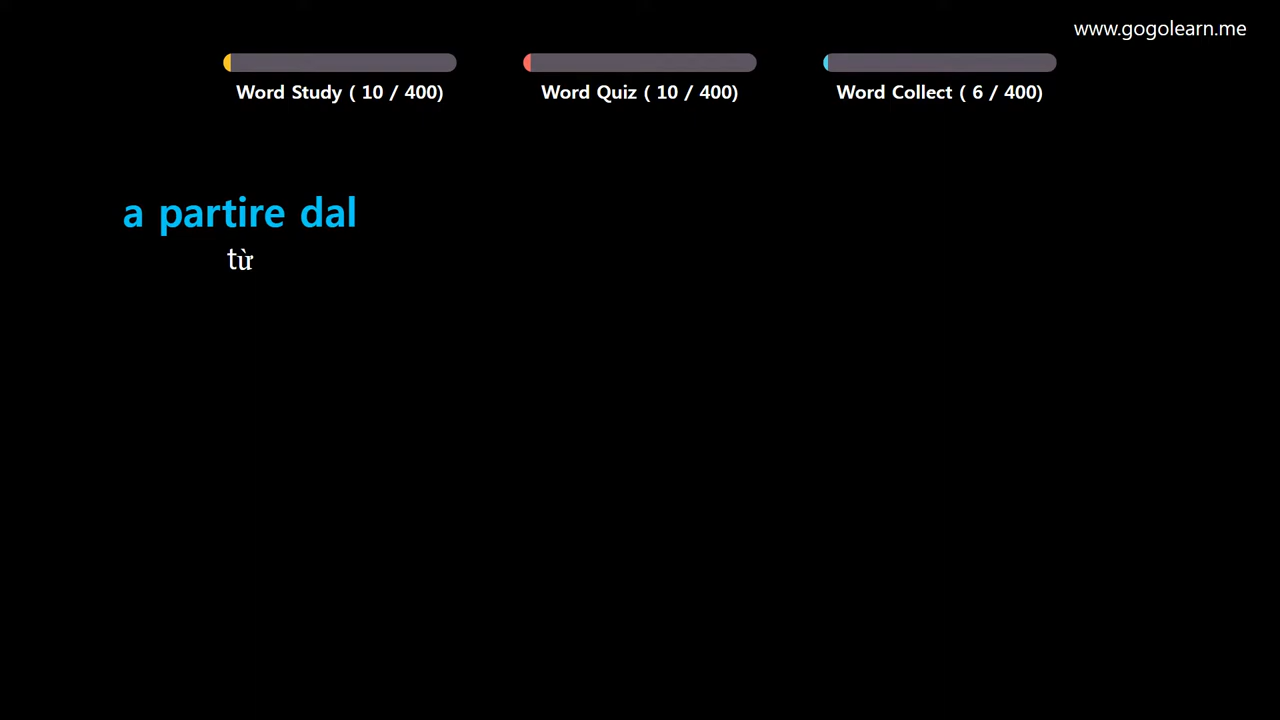 www.gogolearn.me
Word Study ( 10 / 400)
Word Quiz ( 10 / 400)
Word Collect ( 6 / 400)
a partire dal
từ